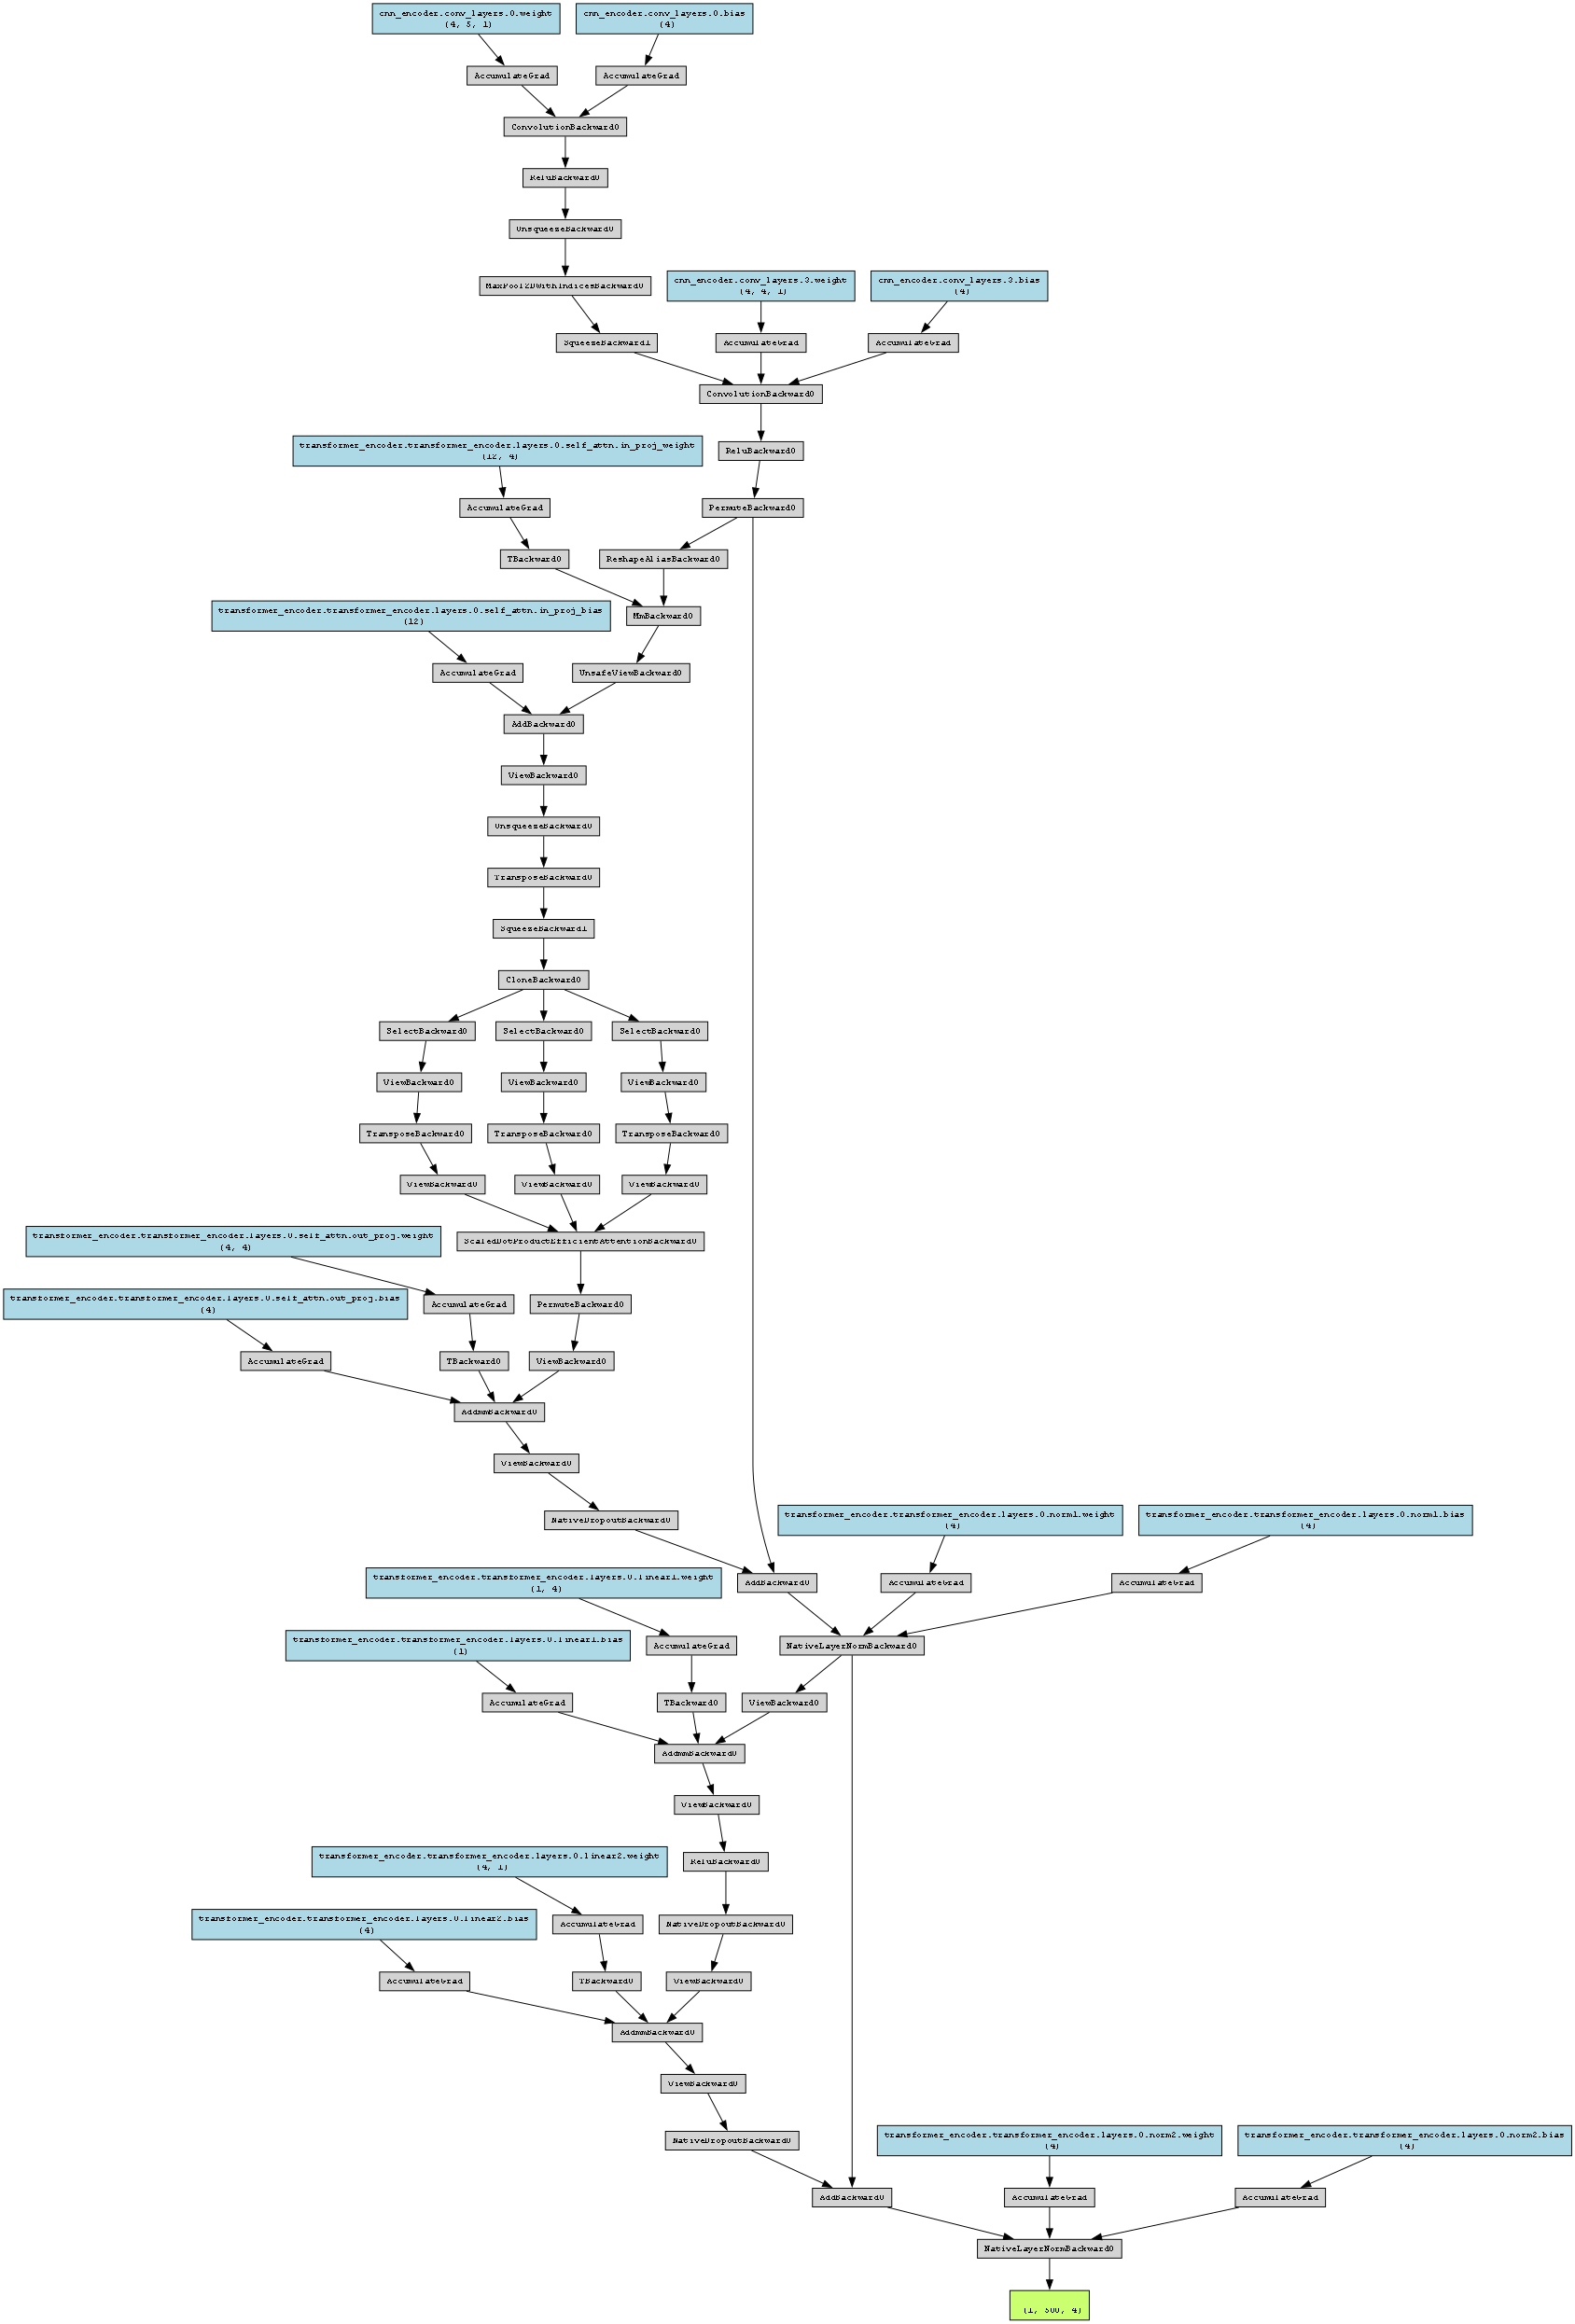 cnn_encoder.conv_layers.0.weight
(4, 3, 1)
cnn_encoder.conv_layers.0.bias
(4)
AccumulateGrad
AccumulateGrad
ConvolutionBackward0
ReluBackward0
UnsqueezeBackward0
MaxPool2DWithIndicesBackward0
cnn_encoder.conv_layers.3.weight
(4, 4, 1)
cnn_encoder.conv_layers.3.bias
(4)
SqueezeBackward1
AccumulateGrad
AccumulateGrad
ConvolutionBackward0
transformer_encoder.transformer_encoder.layers.0.self_attn.in_proj_weight
(12, 4)
ReluBackward0
AccumulateGrad
PermuteBackward0
TBackward0
ReshapeAliasBackward0
transformer_encoder.transformer_encoder.layers.0.self_attn.in_proj_bias
(12)
MmBackward0
AccumulateGrad
UnsafeViewBackward0
AddBackward0
ViewBackward0
UnsqueezeBackward0
TransposeBackward0
SqueezeBackward1
CloneBackward0
SelectBackward0
SelectBackward0
SelectBackward0
ViewBackward0
ViewBackward0
ViewBackward0
TransposeBackward0
TransposeBackward0
TransposeBackward0
ViewBackward0
ViewBackward0
ViewBackward0
transformer_encoder.transformer_encoder.layers.0.self_attn.out_proj.weight
(4, 4)
ScaledDotProductEfficientAttentionBackward0
transformer_encoder.transformer_encoder.layers.0.self_attn.out_proj.bias
(4)
AccumulateGrad
PermuteBackward0
AccumulateGrad
TBackward0
ViewBackward0
AddmmBackward0
ViewBackward0
NativeDropoutBackward0
transformer_encoder.transformer_encoder.layers.0.norm1.weight
(4)
transformer_encoder.transformer_encoder.layers.0.norm1.bias
(4)
transformer_encoder.transformer_encoder.layers.0.linear1.weight
(1, 4)
AddBackward0
AccumulateGrad
AccumulateGrad
transformer_encoder.transformer_encoder.layers.0.linear1.bias
(1)
AccumulateGrad
NativeLayerNormBackward0
AccumulateGrad
TBackward0
ViewBackward0
AddmmBackward0
ViewBackward0
transformer_encoder.transformer_encoder.layers.0.linear2.weight
(4, 1)
ReluBackward0
transformer_encoder.transformer_encoder.layers.0.linear2.bias
(4)
AccumulateGrad
NativeDropoutBackward0
AccumulateGrad
TBackward0
ViewBackward0
AddmmBackward0
ViewBackward0
NativeDropoutBackward0
transformer_encoder.transformer_encoder.layers.0.norm2.weight
(4)
transformer_encoder.transformer_encoder.layers.0.norm2.bias
(4)
AddBackward0
AccumulateGrad
AccumulateGrad
NativeLayerNormBackward0
(1, 500, 4)